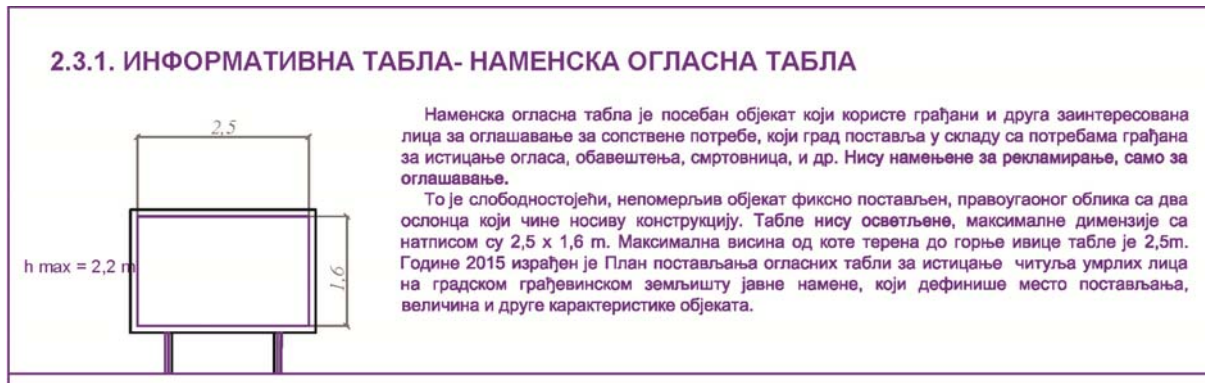 2.3.1. ИНФОРМАТИВНА ТАБЛА- НАМЕНСКА ОГЛАСНА ТАБЛА
2,5
h max = 2,2 m
1,6
Наменска огласна табла је посебан објекат који користе грађани и друга заинтересована
лица за оглашавање за сопствене потребе, који град поставља у складу са потребама грађана
за истицање огласа, обавештења, смртовница, и др. Нису намењене за рекламирање, само за
оглашавање.
То је слободностојећи, непомерљив објекат фиксно постављен, правоугаоног облика са два
ослонца који чине носиву конструкцију. Табле нису осветљене, максималне димензије са
натписом су 2,5 x 1,6 m. Максимална висина од коте терена до горње ивице табле је 2,5m.
Године 2015 израђен је План постављања огласних табли за истицање читуља умрлих лица
на градском грађевинском земљишту јавне намене, који дефинише место постављања,
величина и друге карактеристике објеката.